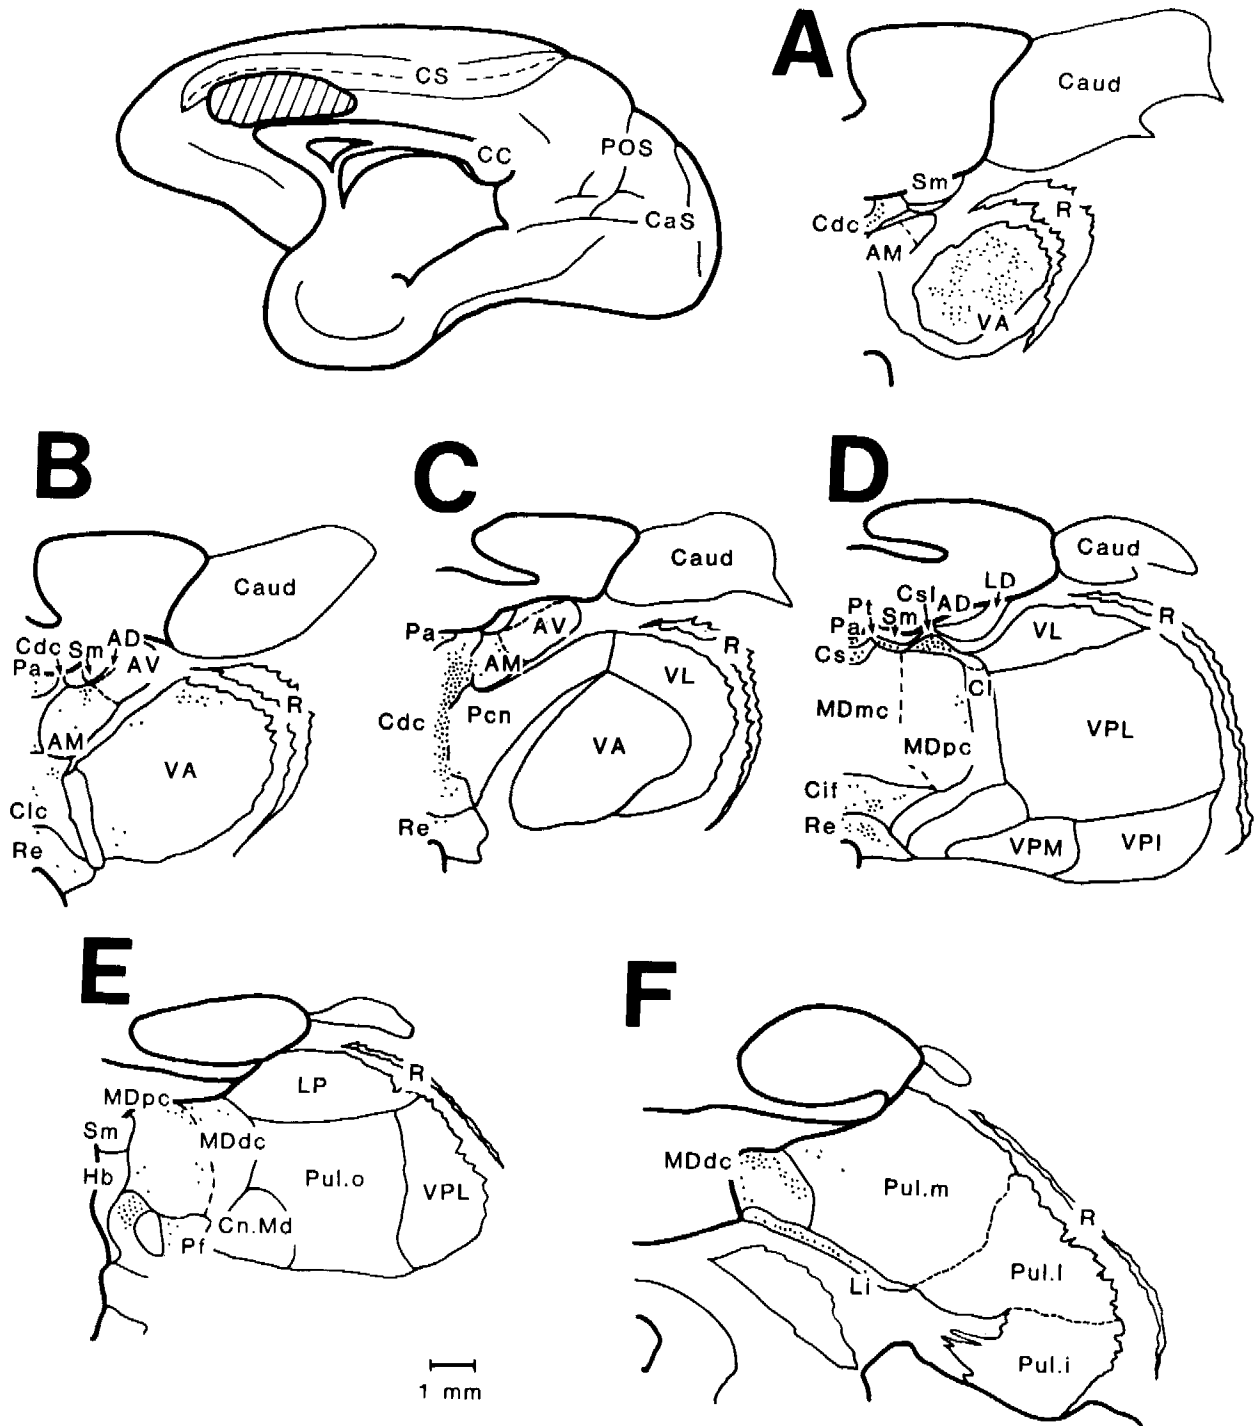 CS
CC
POS
CaS
A
Caud
Sm
R
Cdc
AM
VA
B
Caud
Cdc Sm AD
Pa AV
R
AM
VA
Clc
Re
C
Caud
Pa AV
R
AM
VL
Cdc Pcn
VA
Re
D
Caud
LD
Csl AD
Pt Sm
Pa R
VL
Cs
Cl
MDmc
VPL
MDpc
Cif
Re
VPM VPI
E
LP R
MDpc
Sm MDdc
Hb Pul.o VPL
Cn.Md
Pf
1 mm
F
MDdc
Pul.m
R
Pul.l
Li
Pul.i